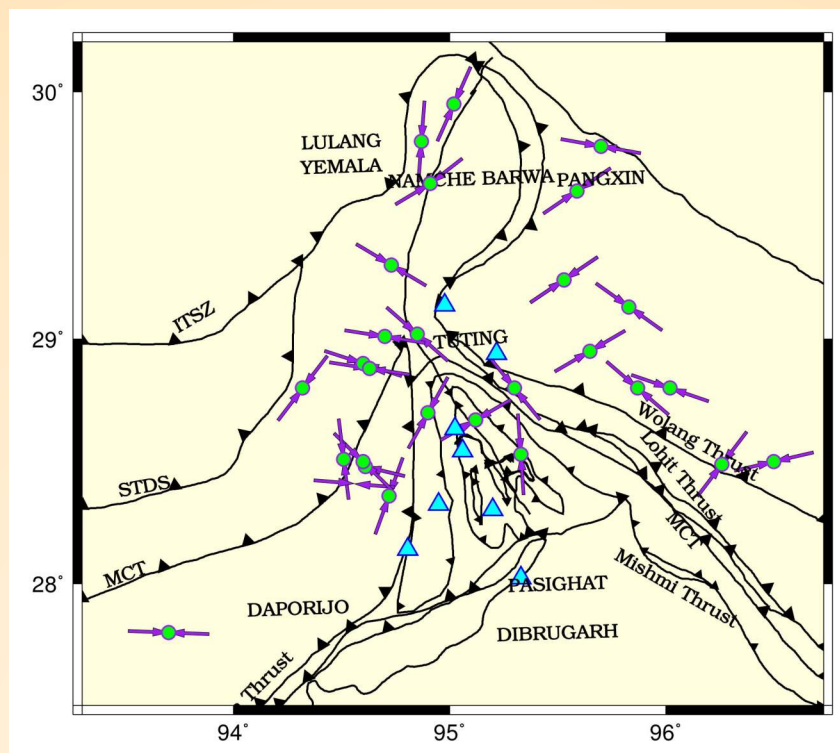 30°
LULANG
YEMALA
NAMCHE BARWA
PANGXIN
ITSZ
29°
TUTING
Wolang Thrust
Lohit Thrust
STDS
MCT
MCT
Mishmi Thrust
28°
PASIGHAT
DAPORIJO
DIBRUGARH
Thrust
94°
95°
96°